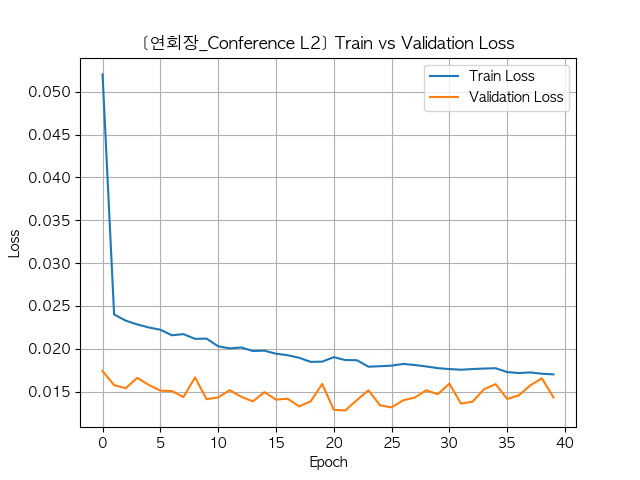 〔연회장_Conference L2〕 Train vs Validation Loss
Train Loss
Validation Loss
Loss
0.050
0.045
0.040
0.035
0.030
0.025
0.020
0.015
0 5 10 15 20 25 30 35 40
Epoch